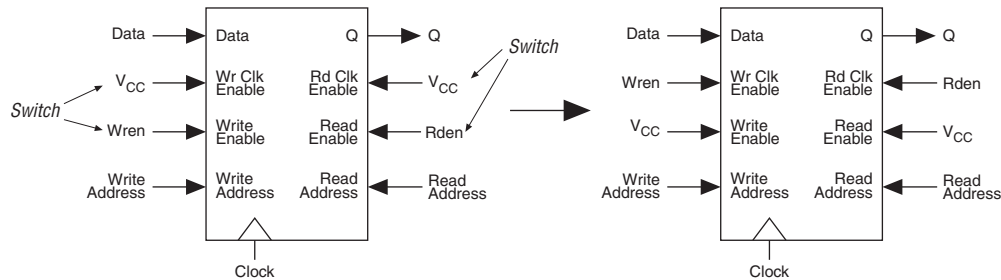 Data
Data
Q
Q
Switch
Switch
VCC
Wr Clk
Enable
Rd Clk
Enable
VCC
Wren
Write
Enable
Read
Enable
Rden
Write
Address
Write
Address
Read
Address
Read
Address
Clock
Data
Data
Q
Q
Wren
Wr Clk
Enable
Rd Clk
Enable
Rden
VCC
Write
Enable
Read
Enable
VCC
Write
Address
Write
Address
Read
Address
Read
Address
Clock